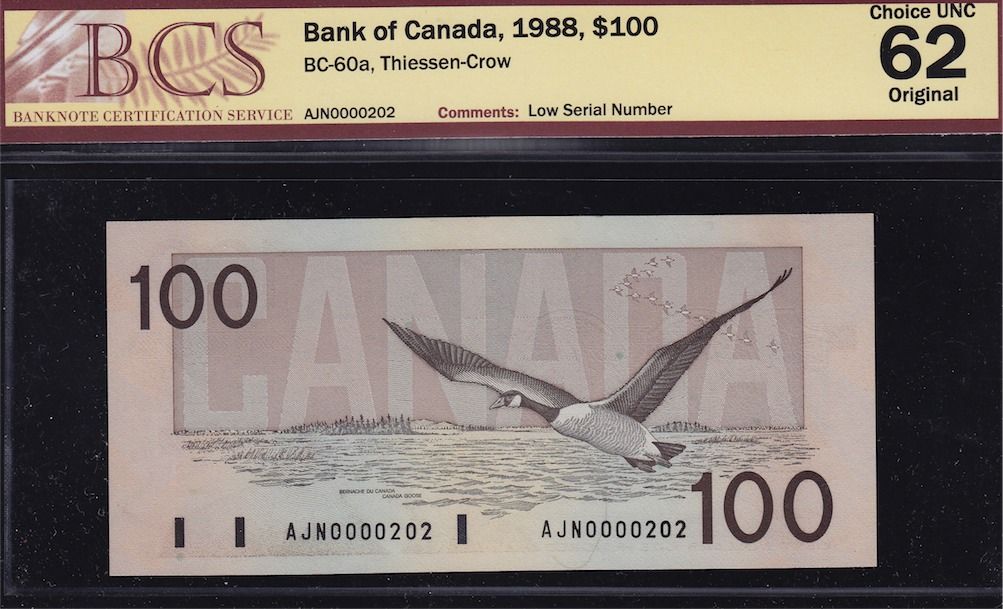 BCS
BANKNOTE CERTIFICATION SERVICE
Bank of Canada, 1988, $100
BC-60a, Thiessen-Crow
AJN0000202 Comments: Low Serial Number
Choice UNC
62
Original
100
CANADA
BERNACHE DU CANADA
CANADA GOOSE
AJN0000202 AJN0000202
100